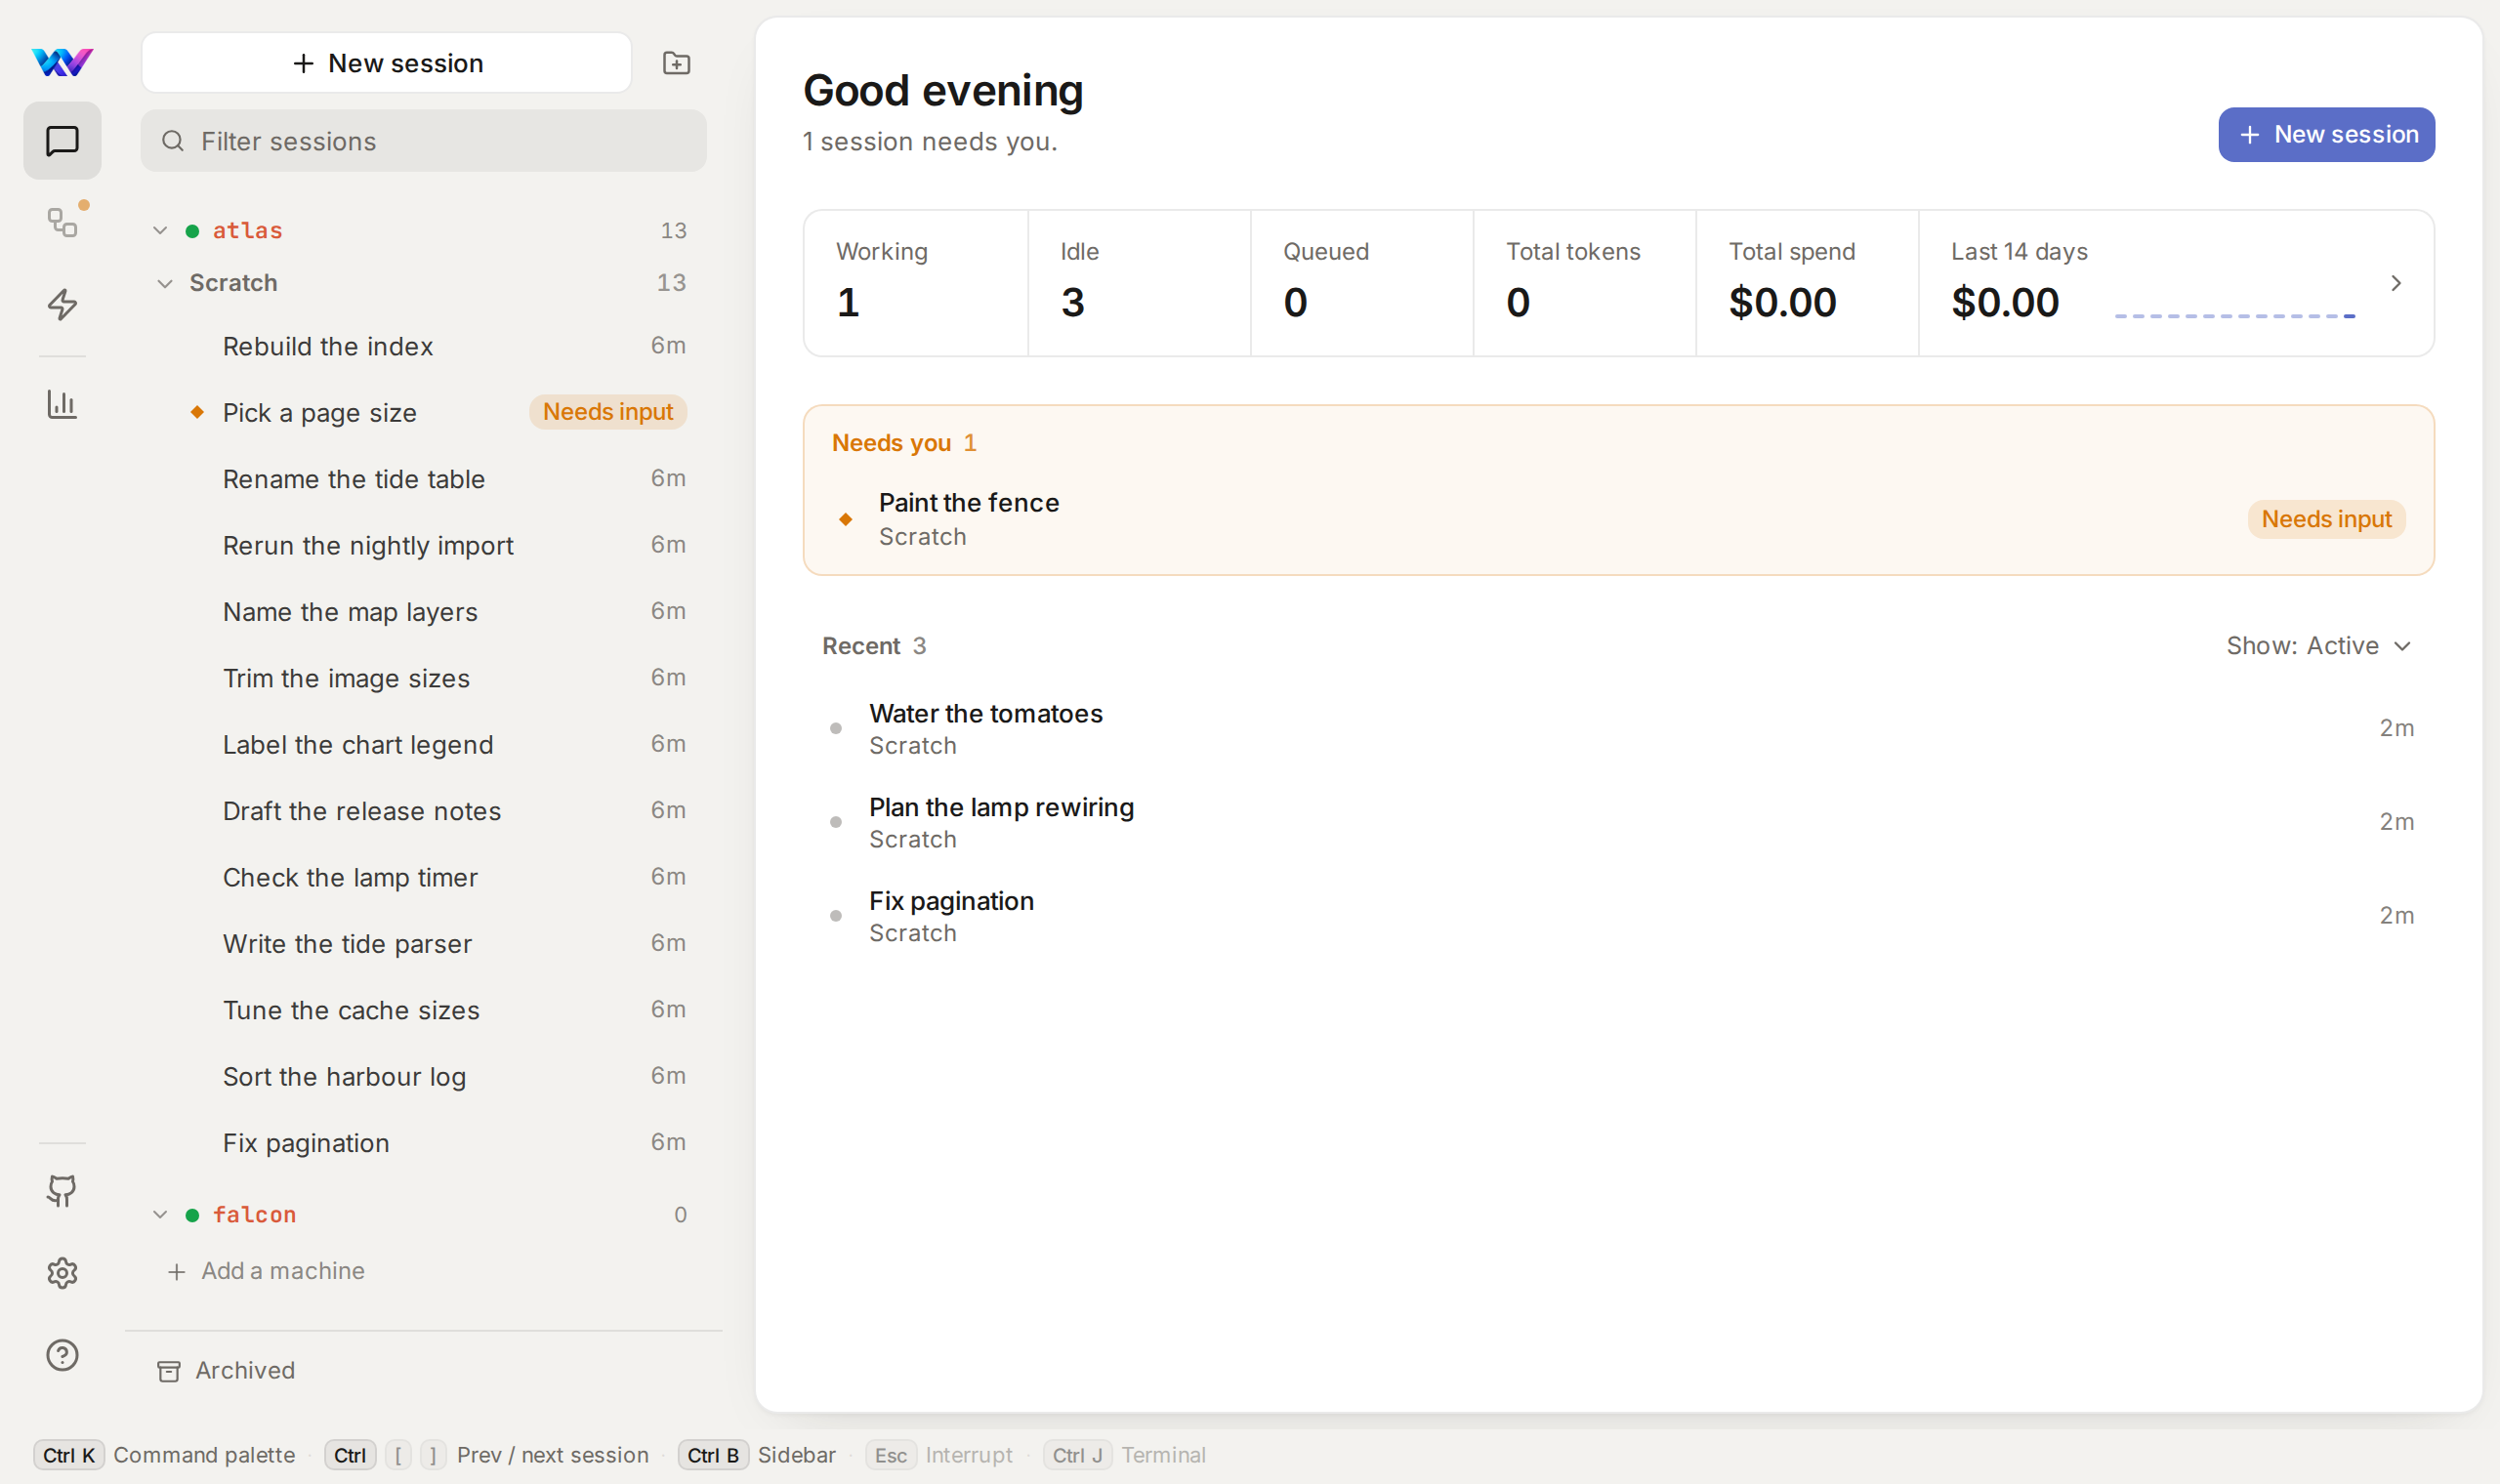 New session
Filter sessions
atlas 13
Scratch 13
Rebuild the index 6m
Pick a page size Needs input
Rename the tide table 6m
Rerun the nightly import 6m
Name the map layers 6m
Trim the image sizes 6m
Label the chart legend 6m
Draft the release notes 6m
Check the lamp timer 6m
Write the tide parser 6m
Tune the cache sizes 6m
Sort the harbour log 6m
Fix pagination 6m
falcon 0
Add a machine
Archived
Good evening
1 session needs you.
New session
Working Idle Queued Total tokens Total spend Last 14 days
1 3 0 0 $0.00 $0.00
Needs you 1
Paint the fence
Scratch
Needs input
Recent 3 Show: Active
Water the tomatoes
Scratch
2m
Plan the lamp rewiring
Scratch
2m
Fix pagination
Scratch
2m
Ctrl K Command palette · Ctrl [ ] Prev / next session · Ctrl B Sidebar · Esc Interrupt · Ctrl J Terminal